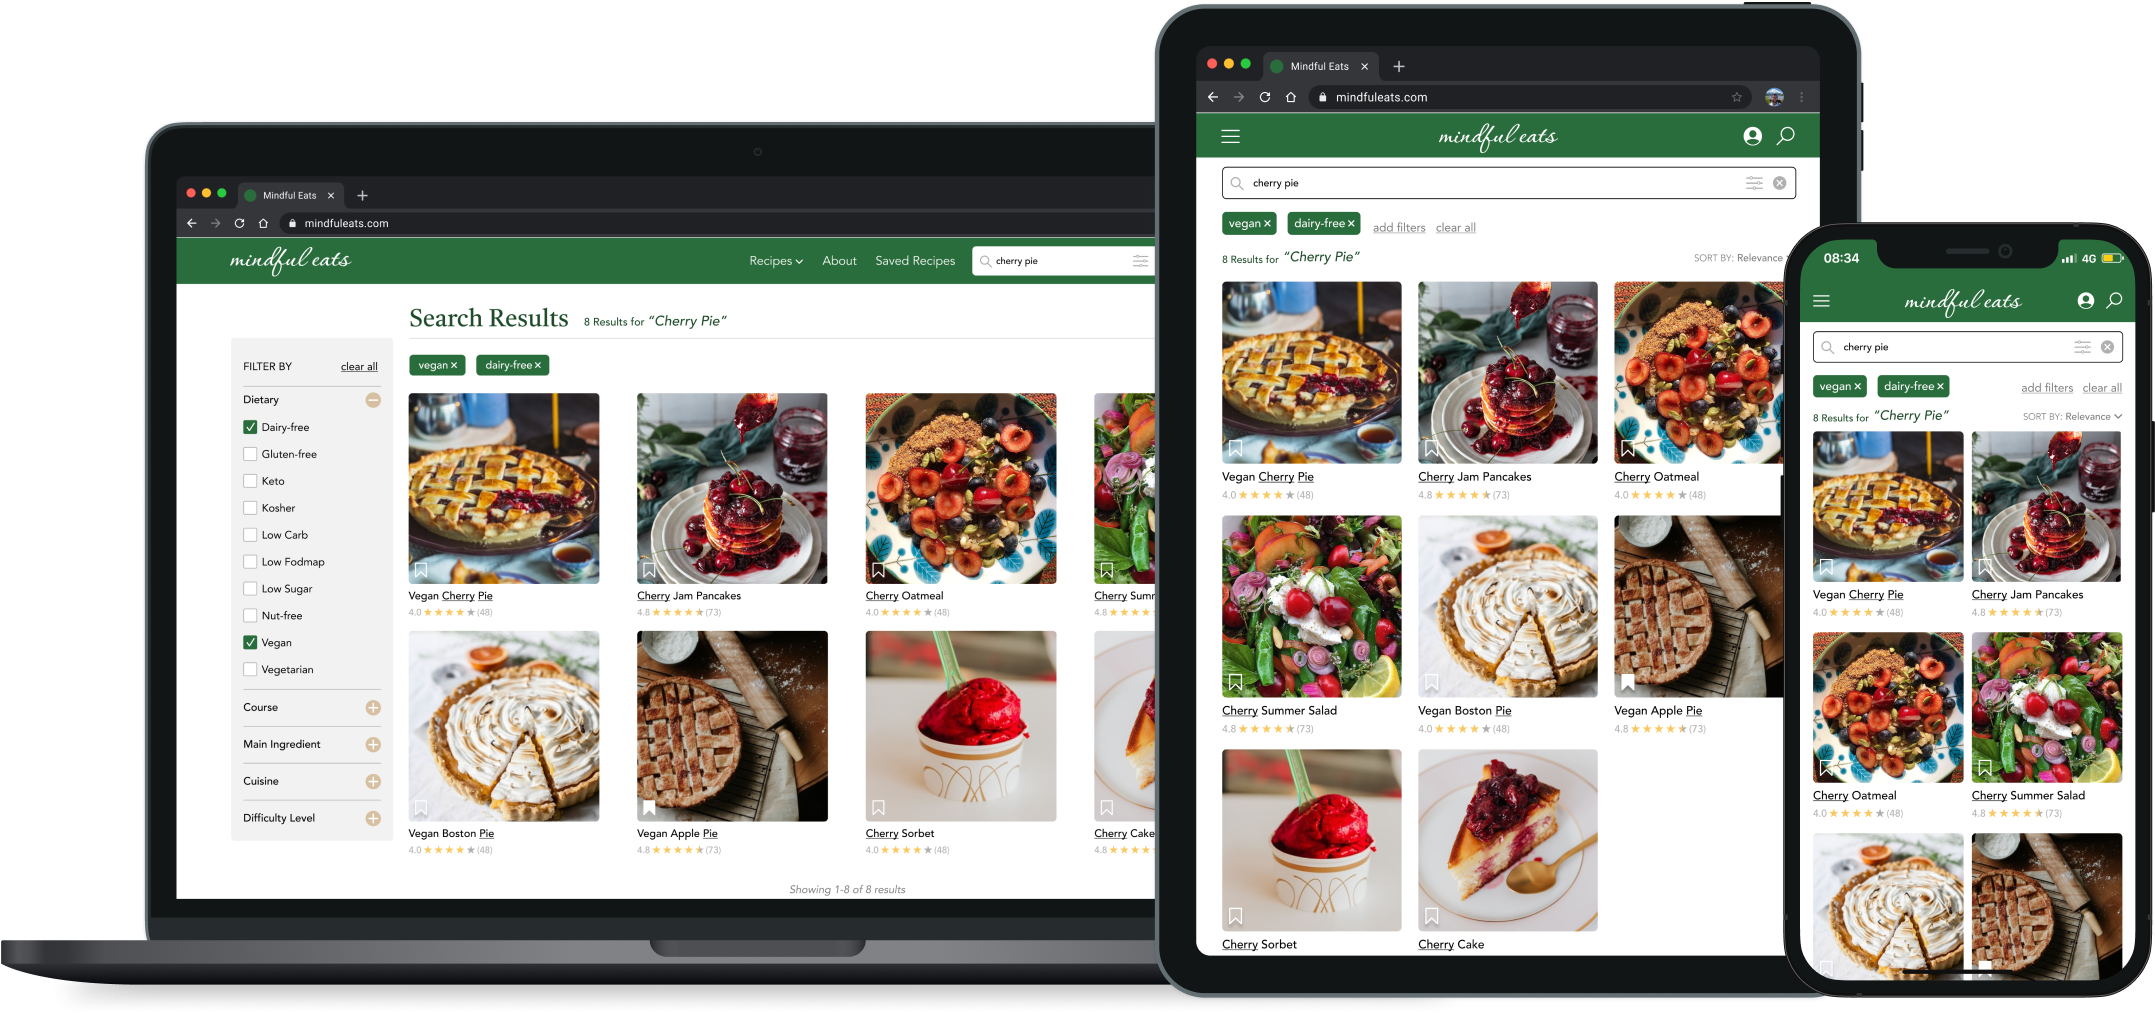 Mindful Eats
mindfuleats.com
mindful eats
Recipes
About
Saved Recipes
cherry pie
Search Results
8 Results for “Cherry Pie”
FILTER BY
clear all
vegan
dairy-free
Dietary
Dairy-free
Gluten-free
Keto
Kosher
Low Carb
Low Fodmap
Low Sugar
Nut-free
Vegan
Vegetarian
Course
Main Ingredient
Cuisine
Difficulty Level
Vegan Cherry Pie
4.0 (48)
Cherry Jam Pancakes
4.8 (73)
Cherry Oatmeal
4.0 (48)
Cherry Sum
4.8
Vegan Boston Pie
4.0 (48)
Vegan Apple Pie
4.8 (73)
Cherry Sorbet
4.0 (48)
Cherry Cake
4.8
Showing 1-8 of 8 results
Mindful Eats
mindfuleats.com
mindful eats
cherry pie
vegan
dairy-free
add filters
clear all
8 Results for “Cherry Pie”
SORT BY: Relevance
Vegan Cherry Pie
4.0 (48)
Cherry Jam Pancakes
4.8 (73)
Cherry Oatmeal
4.0 (48)
Cherry Summer Salad
4.8 (73)
Vegan Boston Pie
4.0 (48)
Vegan Apple Pie
4.8 (73)
Cherry Sorbet
Cherry Cake
08:34
4G
mindful eats
cherry pie
vegan
dairy-free
add filters
clear all
8 Results for “Cherry Pie”
SORT BY: Relevance
Vegan Cherry Pie
4.0 (48)
Cherry Jam Pancakes
4.8 (73)
Cherry Oatmeal
4.0 (48)
Cherry Summer Salad
4.8 (73)